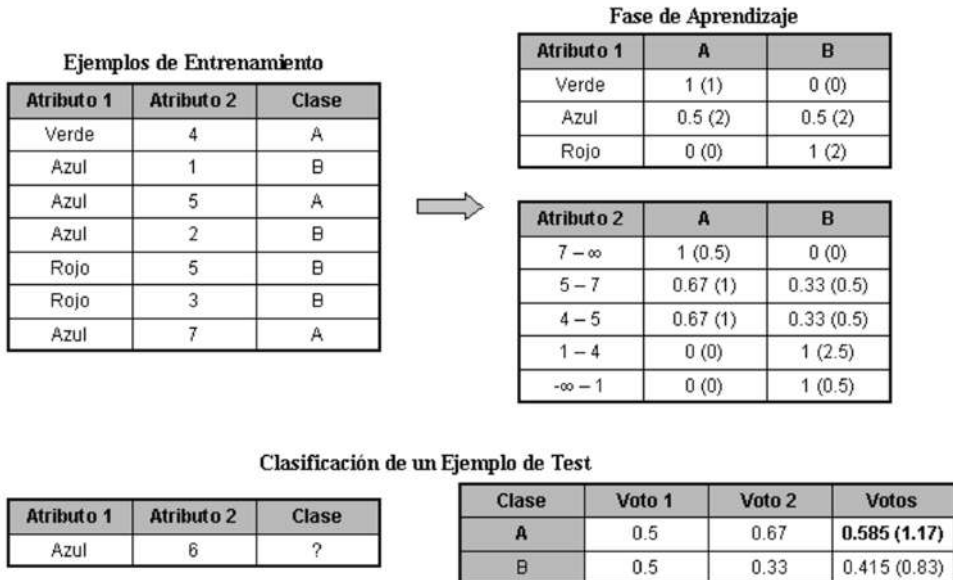 Ejemplos de Entrenamiento
Atributo 1 Atributo 2 Clase
Verde 4 A
Azul 1 B
Azul 5 A
Azul 2 B
Rojo 5 B
Rojo 3 B
Azul 7 A
Fase de Aprendizaje
Atributo 1 A B
Verde 1 (1) 0 (0)
Azul 0.5 (2) 0.5 (2)
Rojo 0 (0) 1 (2)
Atributo 2 A B
7 – ∞ 1 (0.5) 0 (0)
5 – 7 0.67 (1) 0.33 (0.5)
4 – 5 0.67 (1) 0.33 (0.5)
1 – 4 0 (0) 1 (2.5)
-∞ – 1 0 (0) 1 (0.5)
Clasificación de un Ejemplo de Test
Atributo 1 Atributo 2 Clase
Azul 6 ?
Clase Voto 1 Voto 2 Votos
A 0.5 0.67 0.585 (1.17)
B 0.5 0.33 0.415 (0.83)